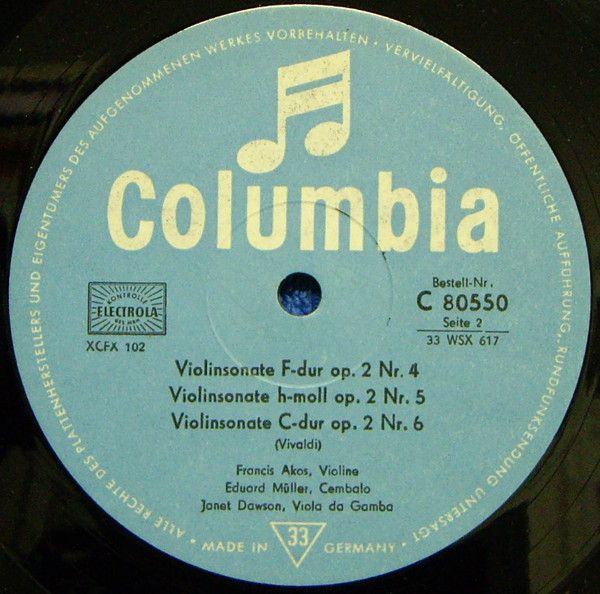 ALLE RECHTE DES PLATTENHERSTELLERS UND EIGENTÜMERS DES AUFGENOMMENEN WERKES VORBEHALTEN · VERVIELFÄLTIGUNG, ÖFFENTLICHE AUFFÜHRUNG, RUNDFUNKSENDUNG UNTERSAGT ·
Columbia
KONTROLLE
ELECTROLA
XCFX 102
Bestell-Nr.
C 80550
Seite 2
33 WSX 617
Violinsonate F-dur op. 2 Nr. 4
Violinsonate h-moll op. 2 Nr. 5
Violinsonate C-dur op. 2 Nr. 6
(Vivaldi)
Francis Akos, Violine
Eduard Müller, Cembalo
Janet Dawson, Viola da Gamba
33
MADE IN GERMANY